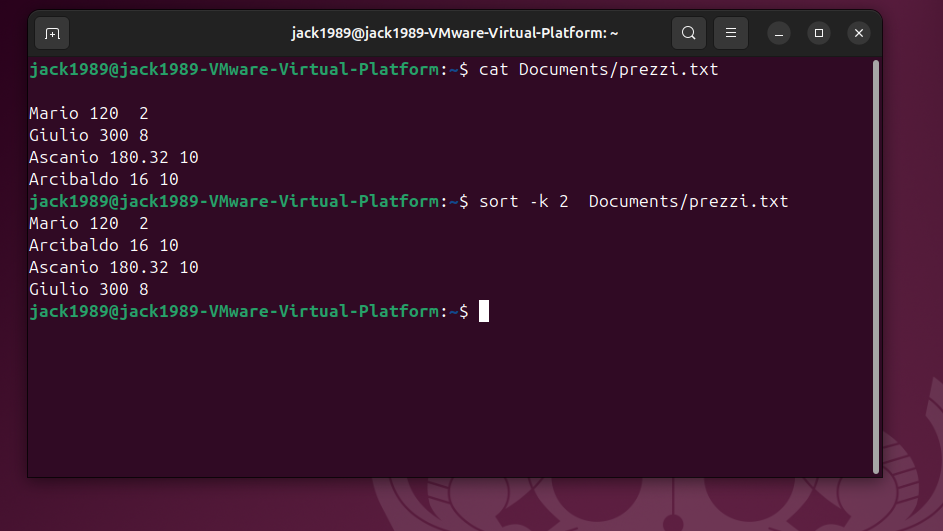 jack1989@jack1989-VMware-Virtual-Platform: ~
jack1989@jack1989-VMware-Virtual-Platform:~$ cat Documents/prezzi.txt

Mario 120  2
Giulio 300 8
Ascanio 180.32 10
Arcibaldo 16 10
jack1989@jack1989-VMware-Virtual-Platform:~$ sort -k 2  Documents/prezzi.txt
Mario 120  2
Arcibaldo 16 10
Ascanio 180.32 10
Giulio 300 8
jack1989@jack1989-VMware-Virtual-Platform:~$